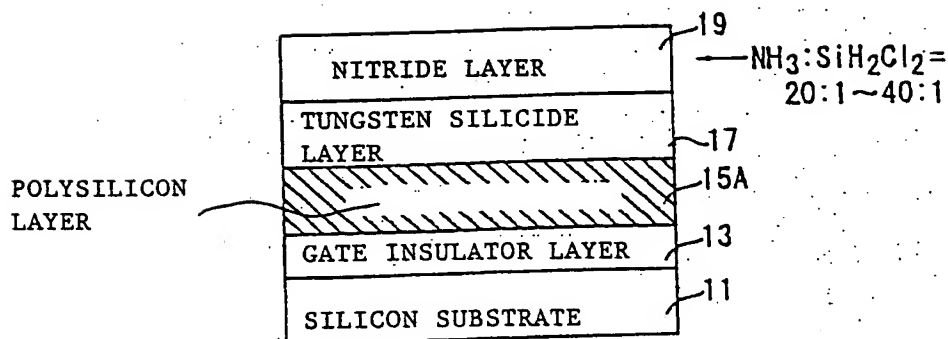 19
NITRIDE LAYER
NH₃:SiH₂Cl₂=
20:1~40:1
TUNGSTEN SILICIDE
LAYER
17
POLYSILICON
LAYER
15A
GATE INSULATOR LAYER
13
SILICON SUBSTRATE
11